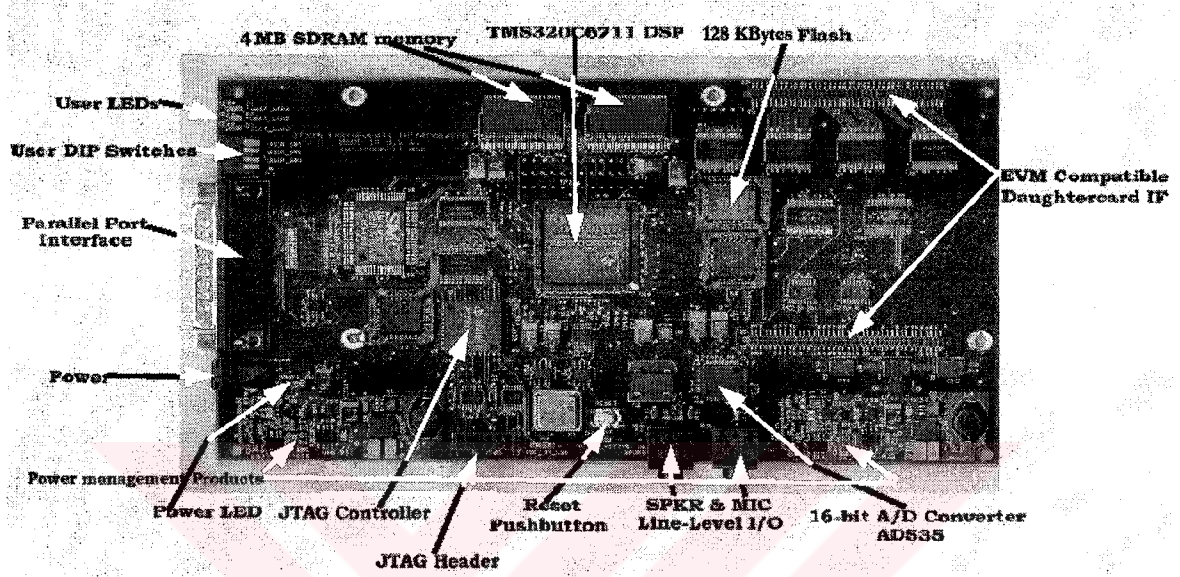 4MB SDRAM memory
TMS320C6711 DSP
128 KBytes Flash
User LEDs
User DIP Switches
Parallel Port
Interface
EVM Compatible
Daughtercard IF
Power
Power management Products
Power LED
JTAG Controller
JTAG Header
Reset
Pushbutton
SPKR & MIC
Line-Level I/O
16-bit A/D Converter
AD535